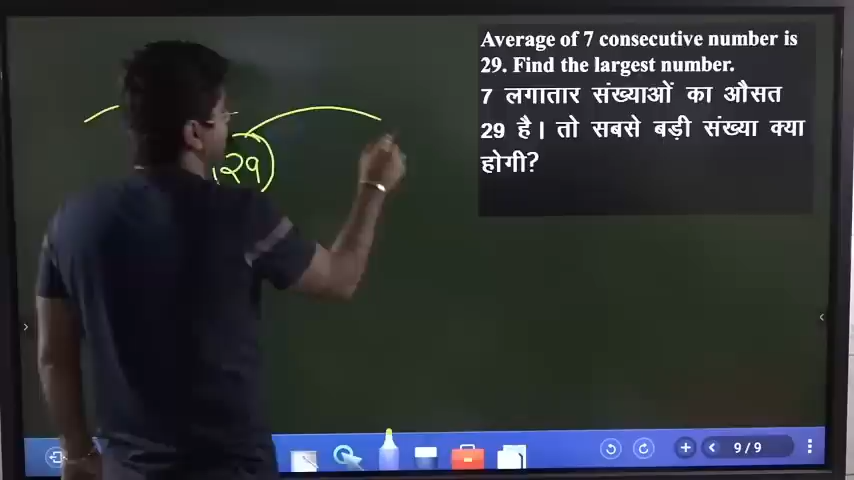 Average of 7 consecutive number is
29. Find the largest number.
7 लगातार संख्याओं का औसत
29 है। तो सबसे बड़ी संख्या क्या
होगी?
29
9/9